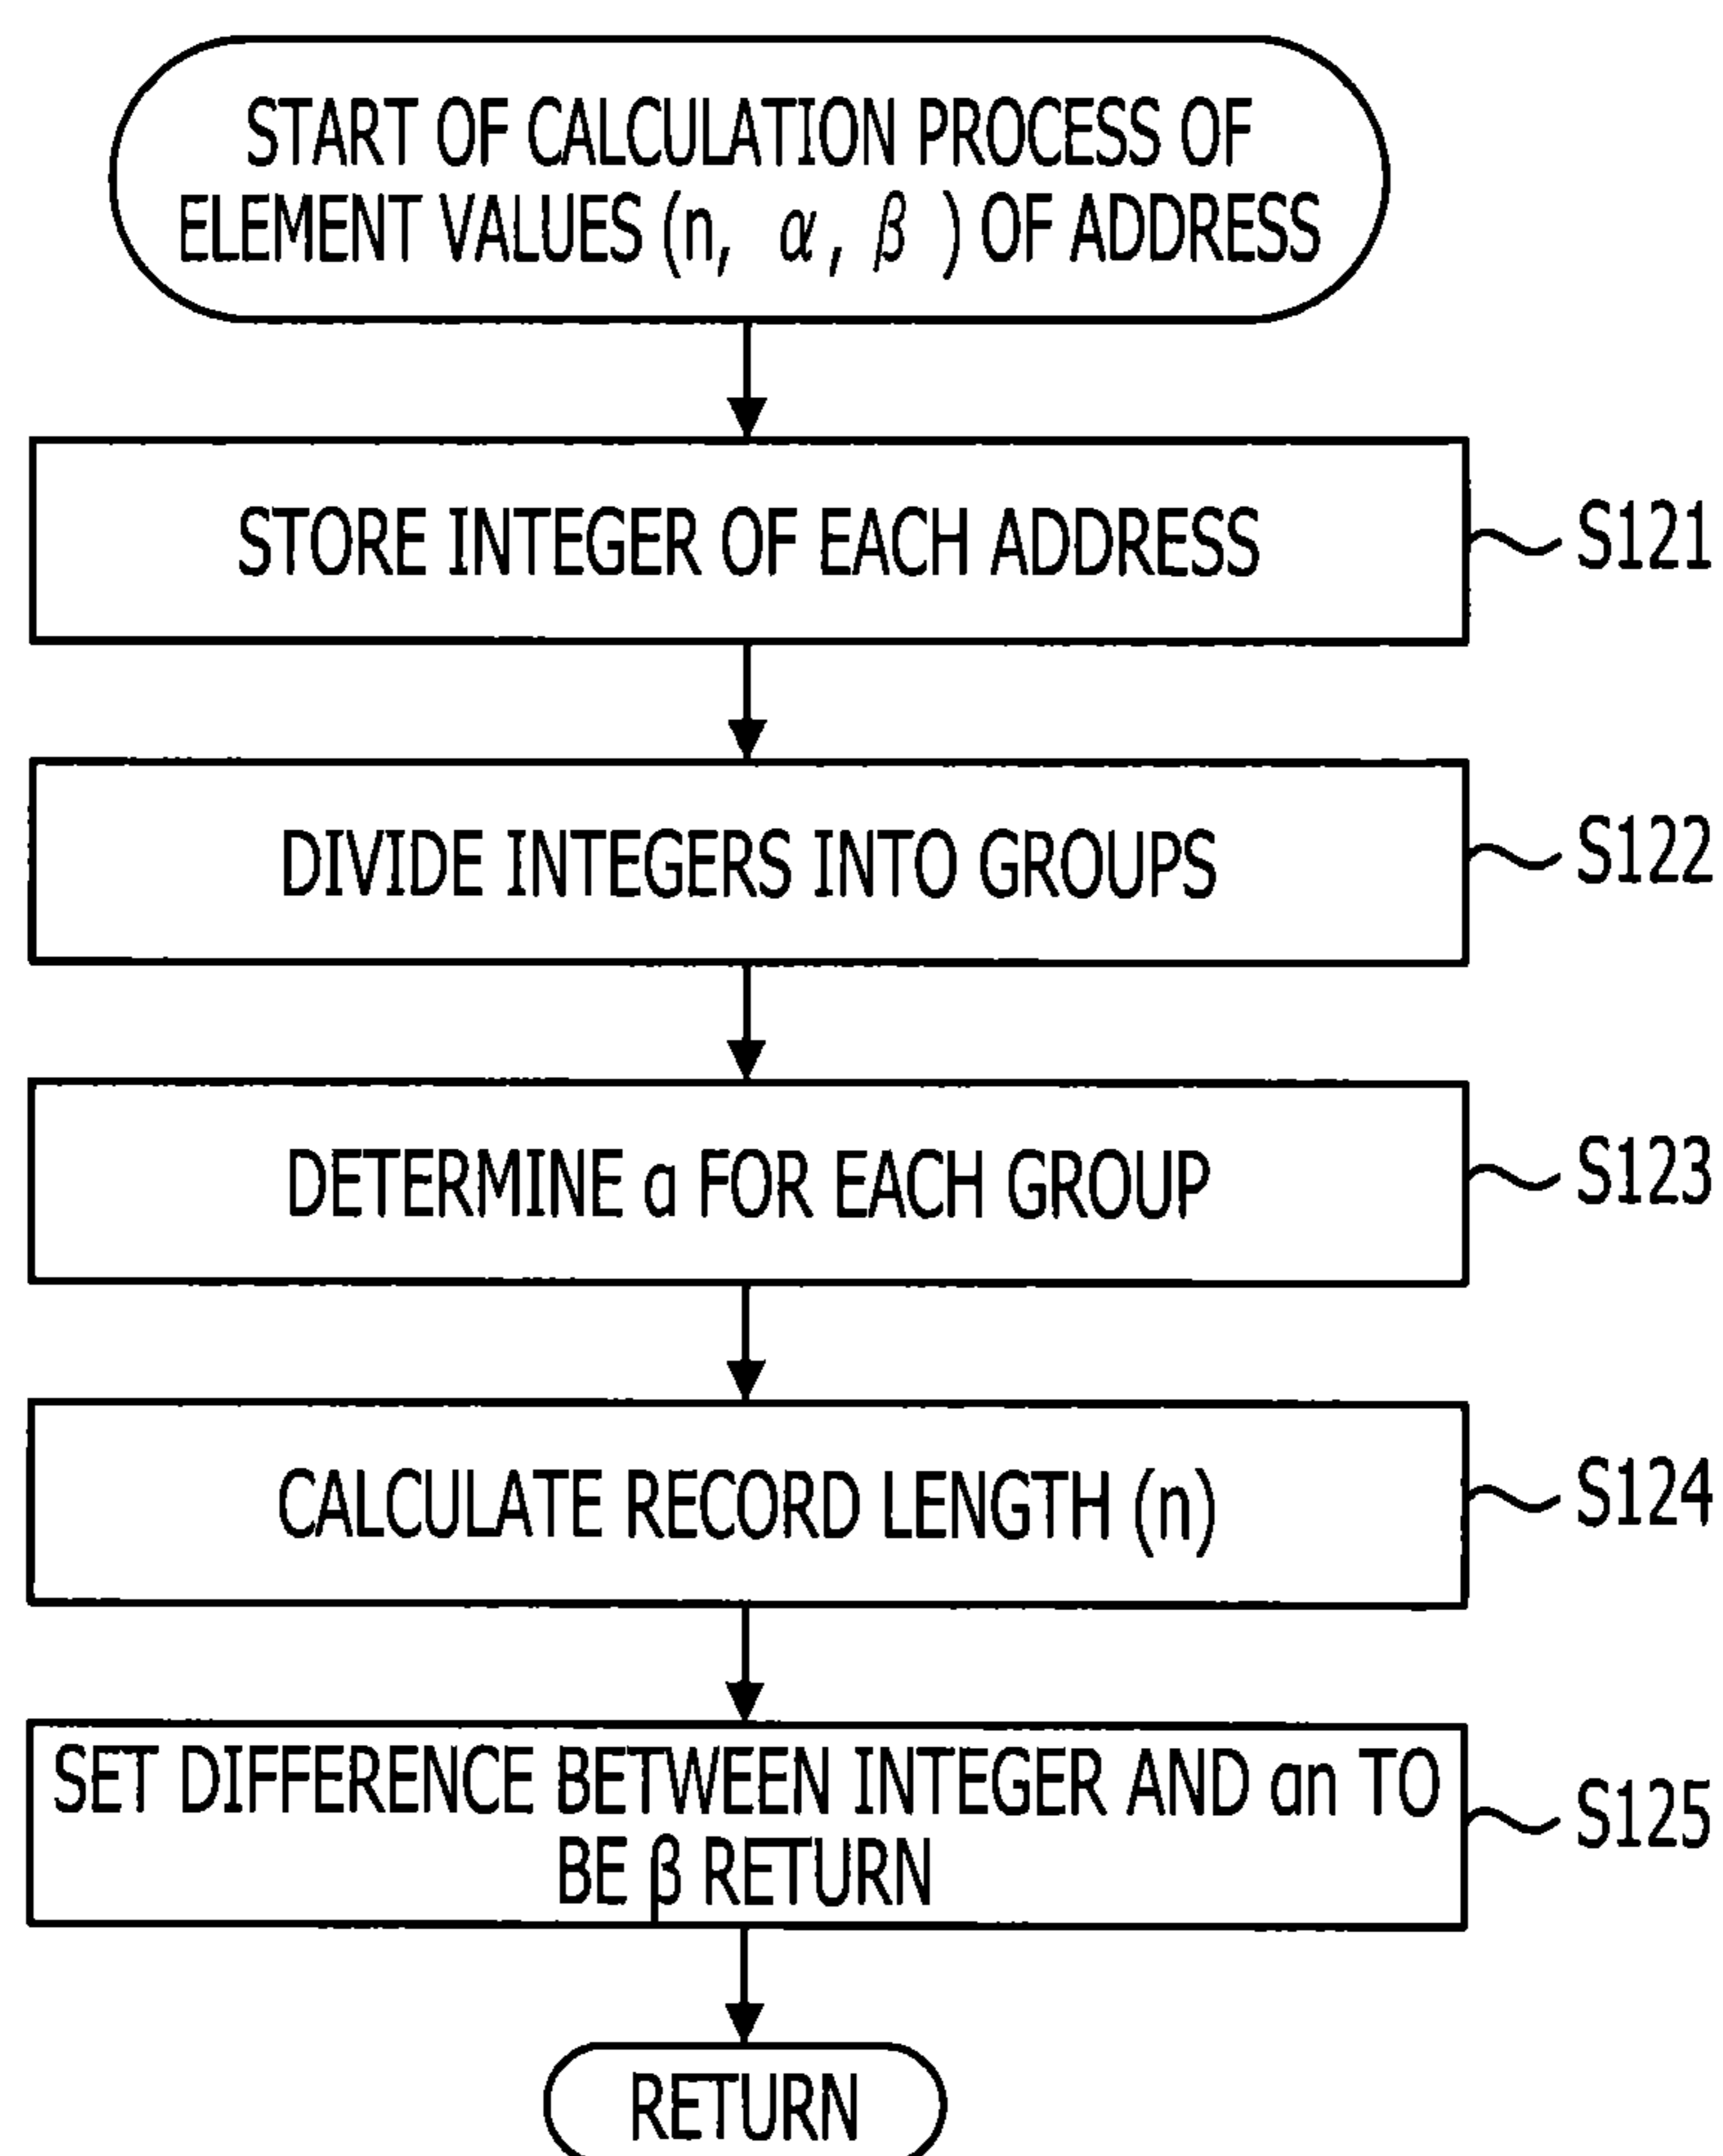 START OF CALCULATION PROCESS OF
ELEMENT VALUES (n, α, β) OF ADDRESS
STORE INTEGER OF EACH ADDRESS
S121
DIVIDE INTEGERS INTO GROUPS
S122
DETERMINE a FOR EACH GROUP
S123
CALCULATE RECORD LENGTH (n)
S124
SET DIFFERENCE BETWEEN INTEGER AND an TO
BE β RETURN
S125
RETURN